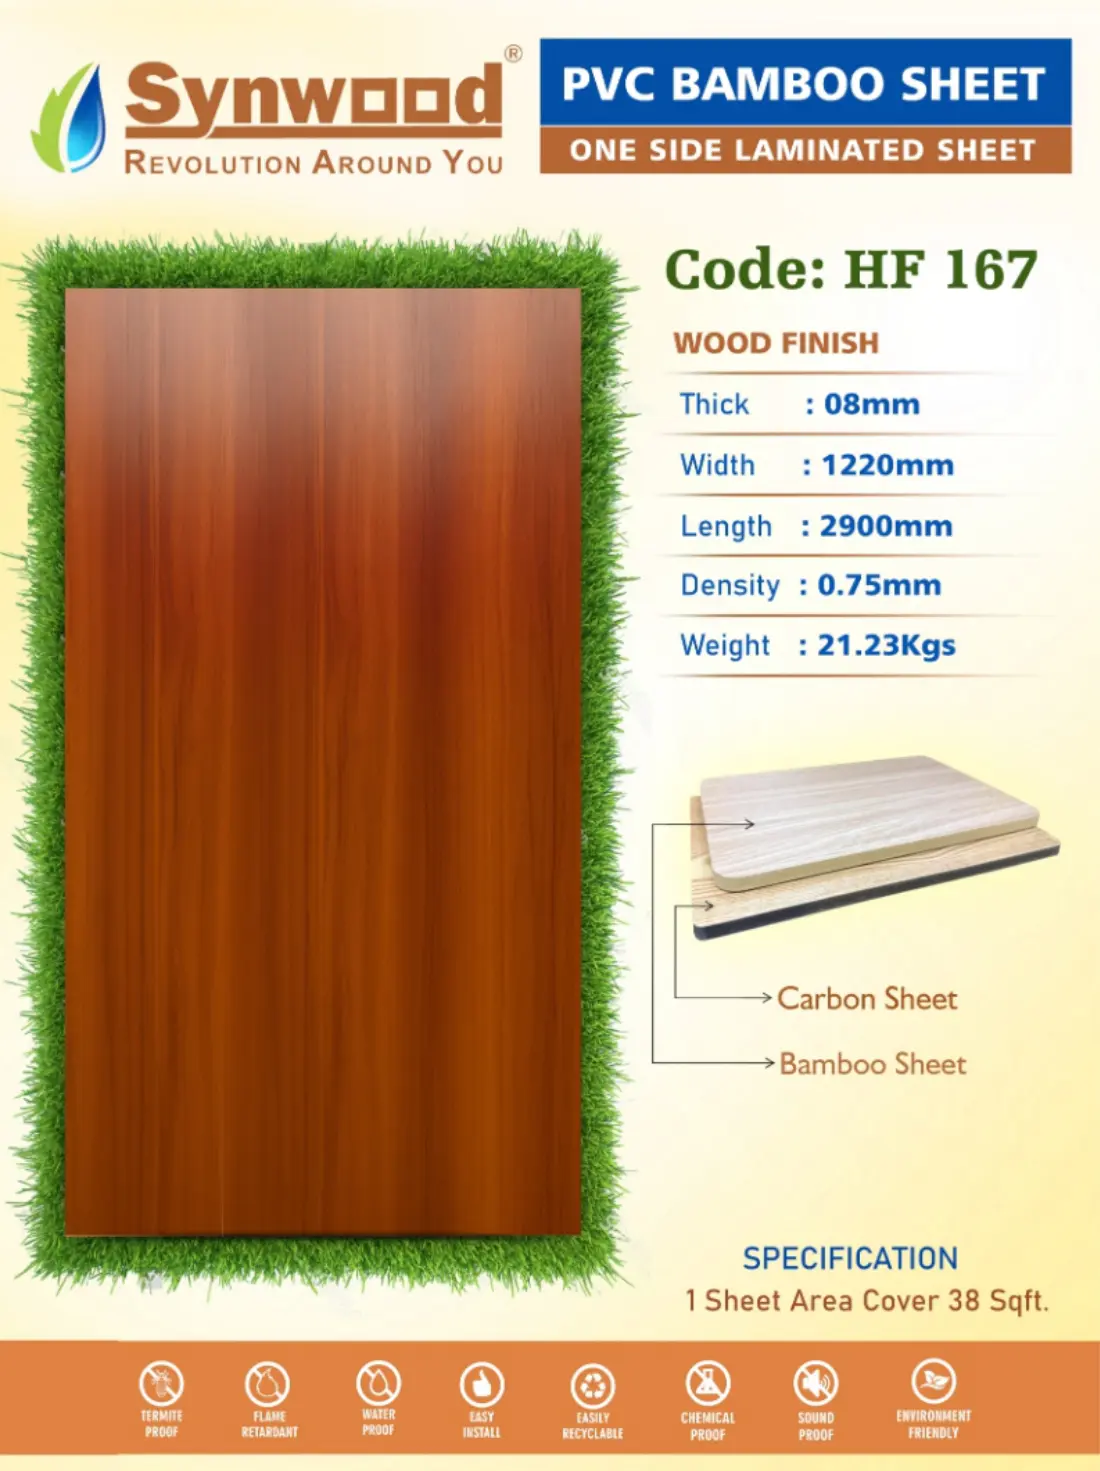 Synwood®
REVOLUTION AROUND YOU
PVC BAMBOO SHEET
ONE SIDE LAMINATED SHEET
Code: HF 167
WOOD FINISH
Thick : 08mm
Width : 1220mm
Length : 2900mm
Density : 0.75mm
Weight : 21.23Kgs
Carbon Sheet
Bamboo Sheet
SPECIFICATION
1 Sheet Area Cover 38 Sqft.
TERMITE
PROOF
FLAME
RETARDANT
WATER
PROOF
EASY
INSTALL
EASILY
RECYCLABLE
CHEMICAL
PROOF
SOUND
PROOF
ENVIRONMENT
FRIENDLY